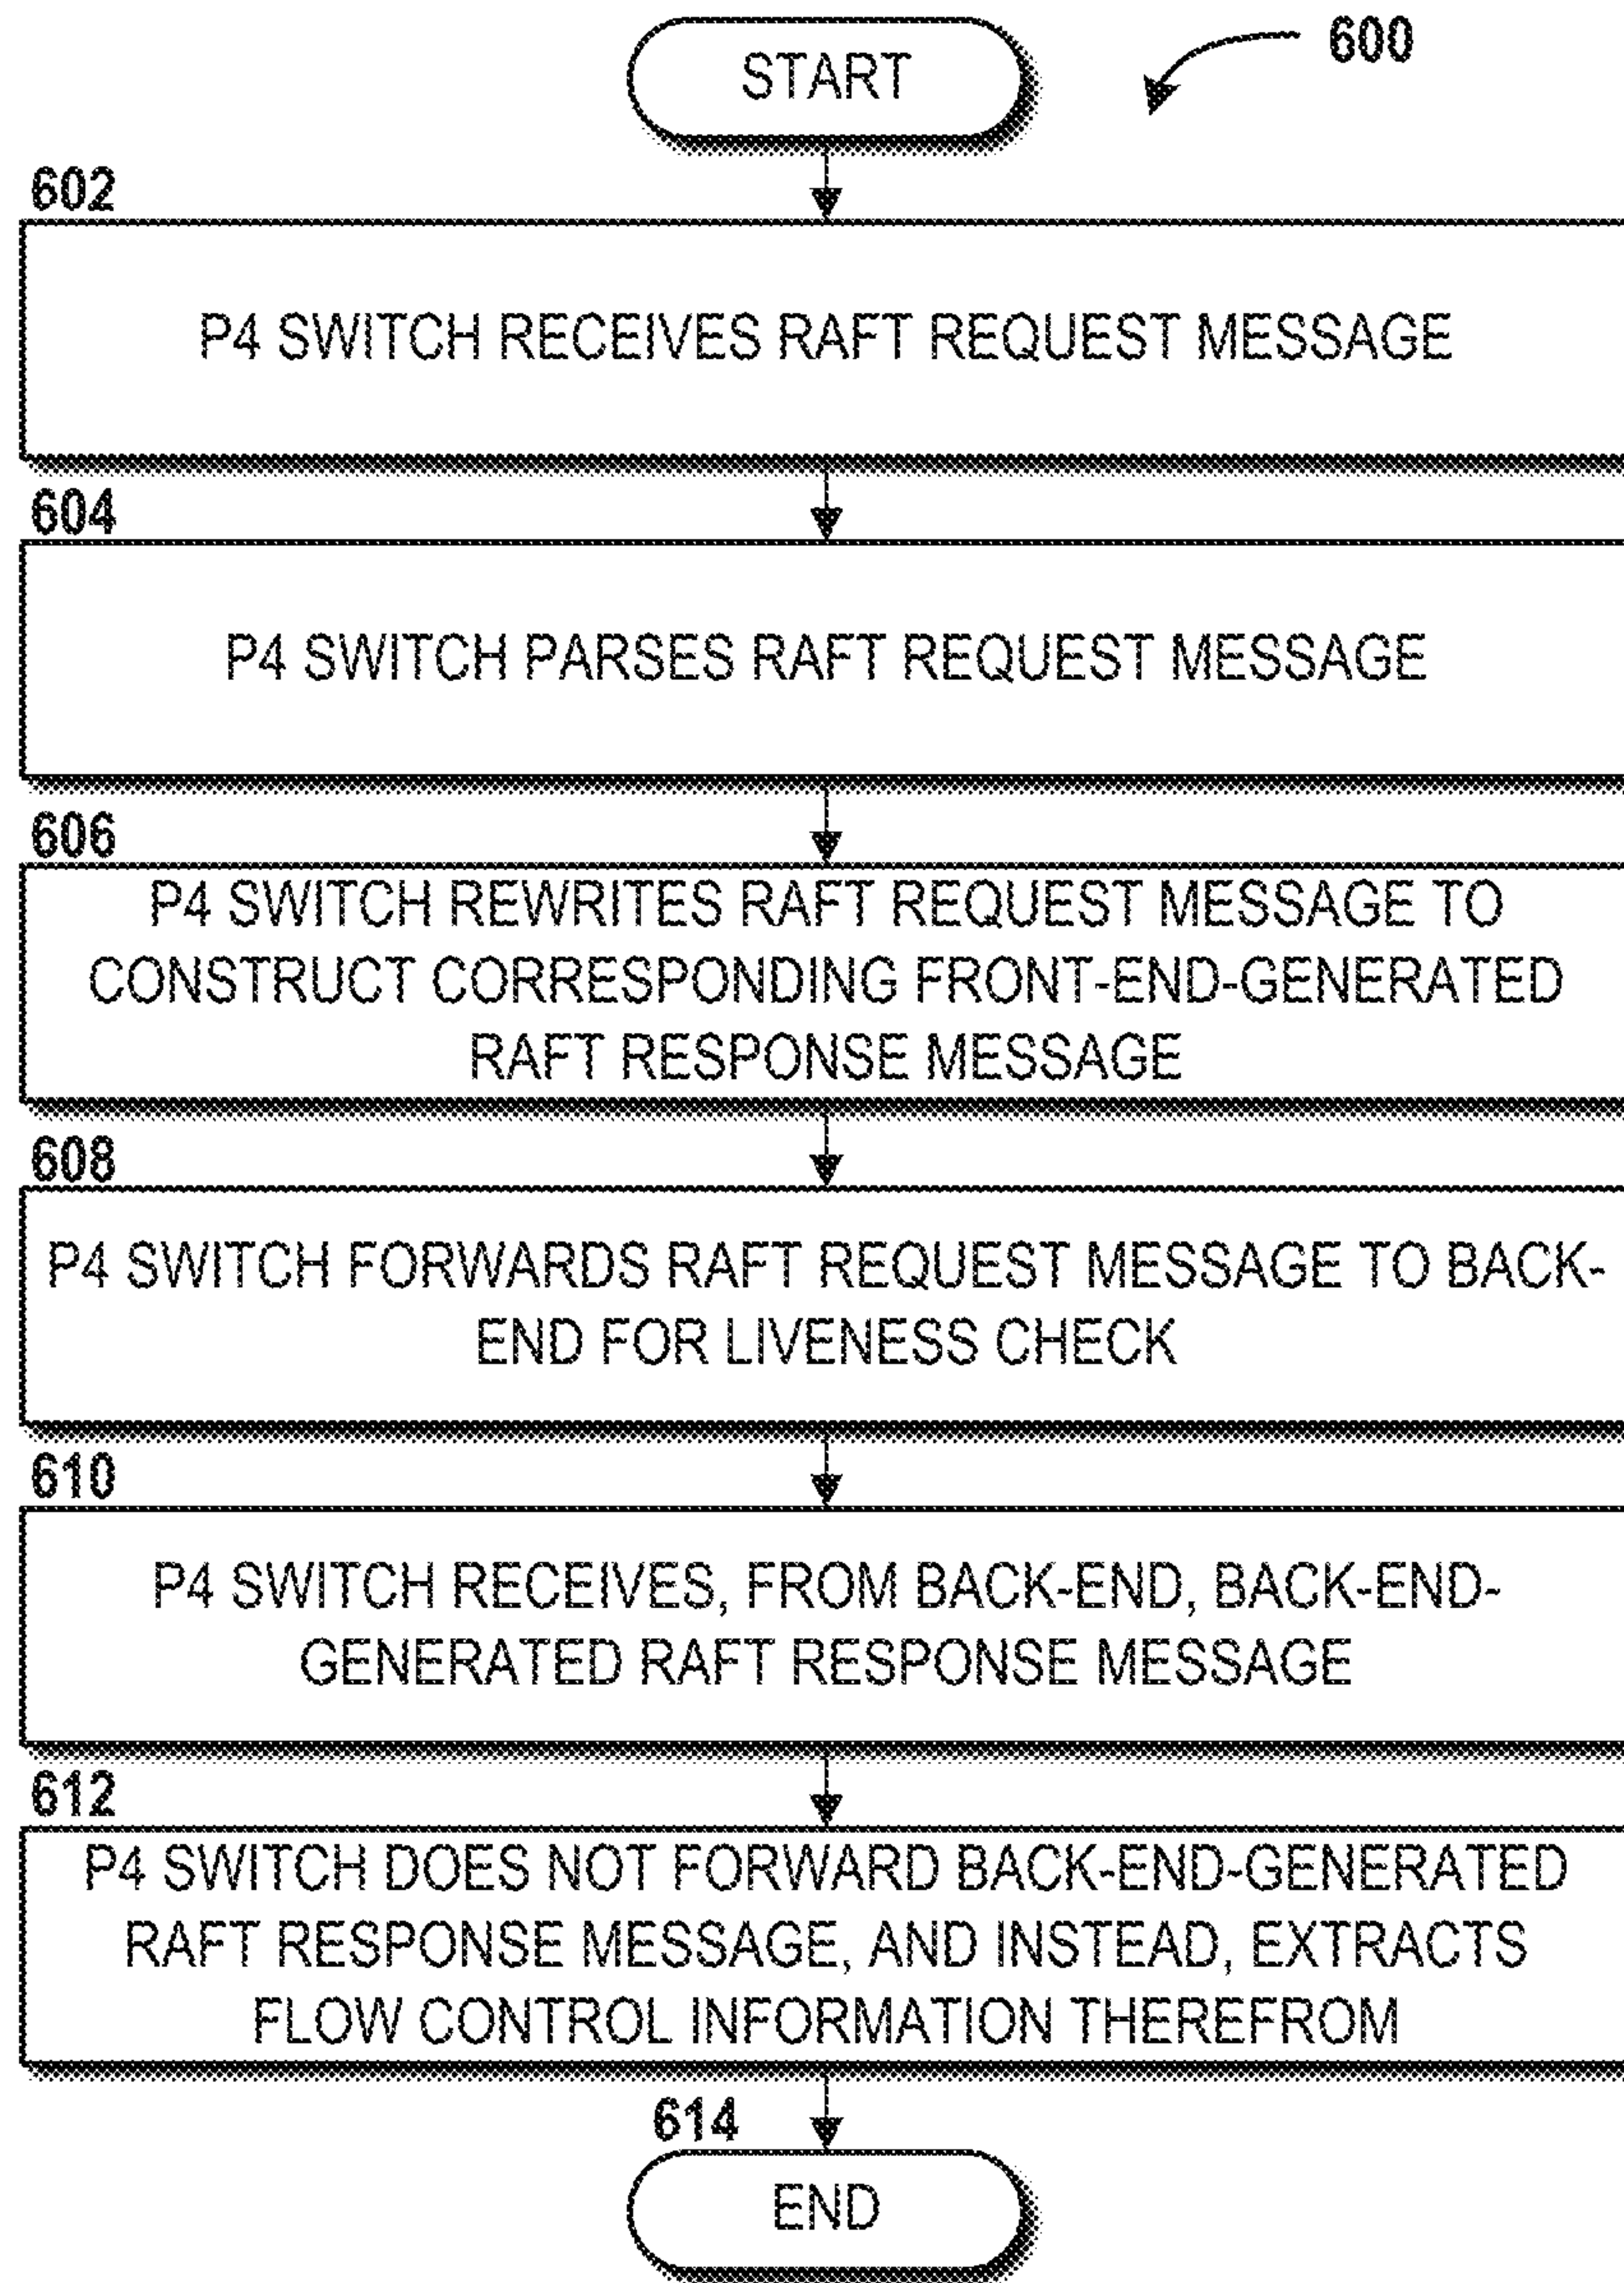 START
600
602
P4 SWITCH RECEIVES RAFT REQUEST MESSAGE
604
P4 SWITCH PARSES RAFT REQUEST MESSAGE
606
P4 SWITCH REWRITES RAFT REQUEST MESSAGE TO
CONSTRUCT CORRESPONDING FRONT-END-GENERATED
RAFT RESPONSE MESSAGE
608
P4 SWITCH FORWARDS RAFT REQUEST MESSAGE TO BACK-
END FOR LIVENESS CHECK
610
P4 SWITCH RECEIVES, FROM BACK-END, BACK-END-
GENERATED RAFT RESPONSE MESSAGE
612
P4 SWITCH DOES NOT FORWARD BACK-END-GENERATED
RAFT RESPONSE MESSAGE, AND INSTEAD, EXTRACTS
FLOW CONTROL INFORMATION THEREFROM
614
END